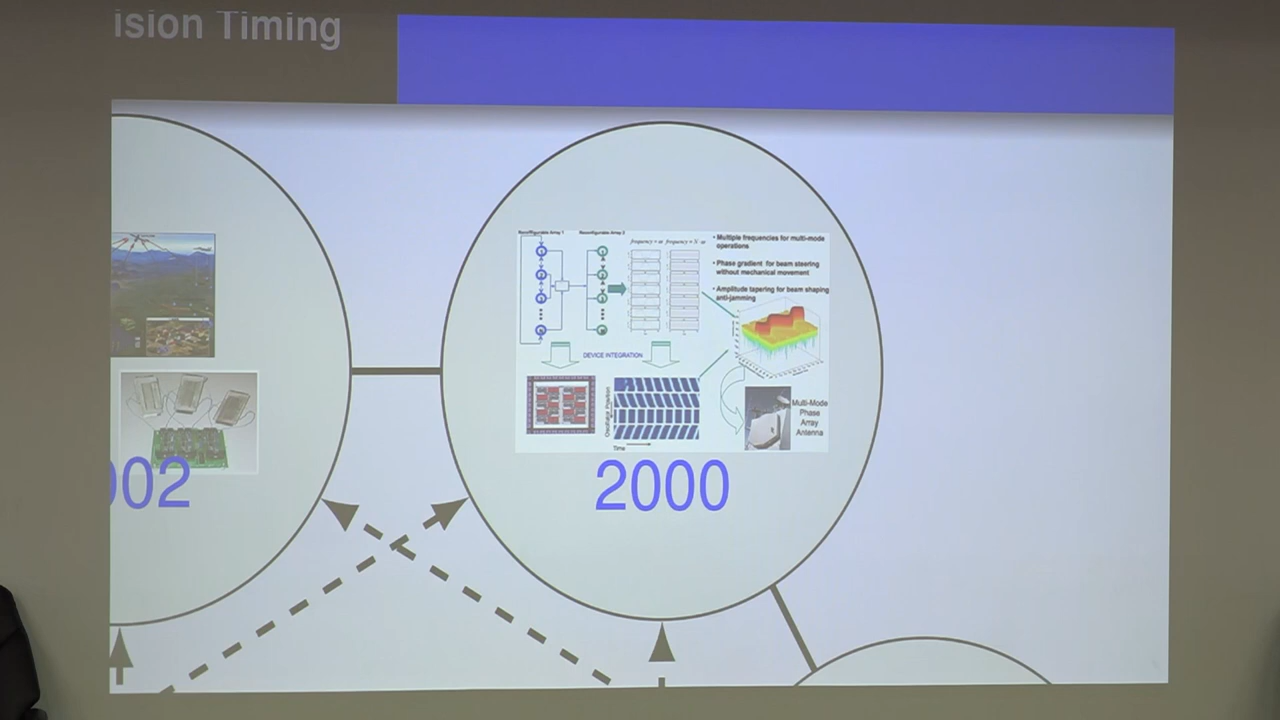 ision Timing
Reconfigurable Array 1
Reconfigurable Array 2
• Multiple frequencies for multi-mode
operations
• Phase gradient for beam steering
without mechanical movement
• Amplitude tapering for beam shaping
anti-jamming
DEVICE INTEGRATION
Oscillator Position
Time
Multi-Mode
Phase
Array
Antenna
002
2000